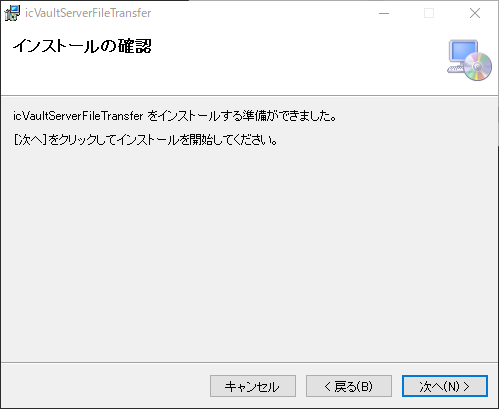 icVaultServerFileTransfer
インストールの確認
icVaultServerFileTransfer をインストールする準備ができました。
[次へ]をクリックしてインストールを開始してください。
キャンセル
< 戻る(B)
次へ(N) >